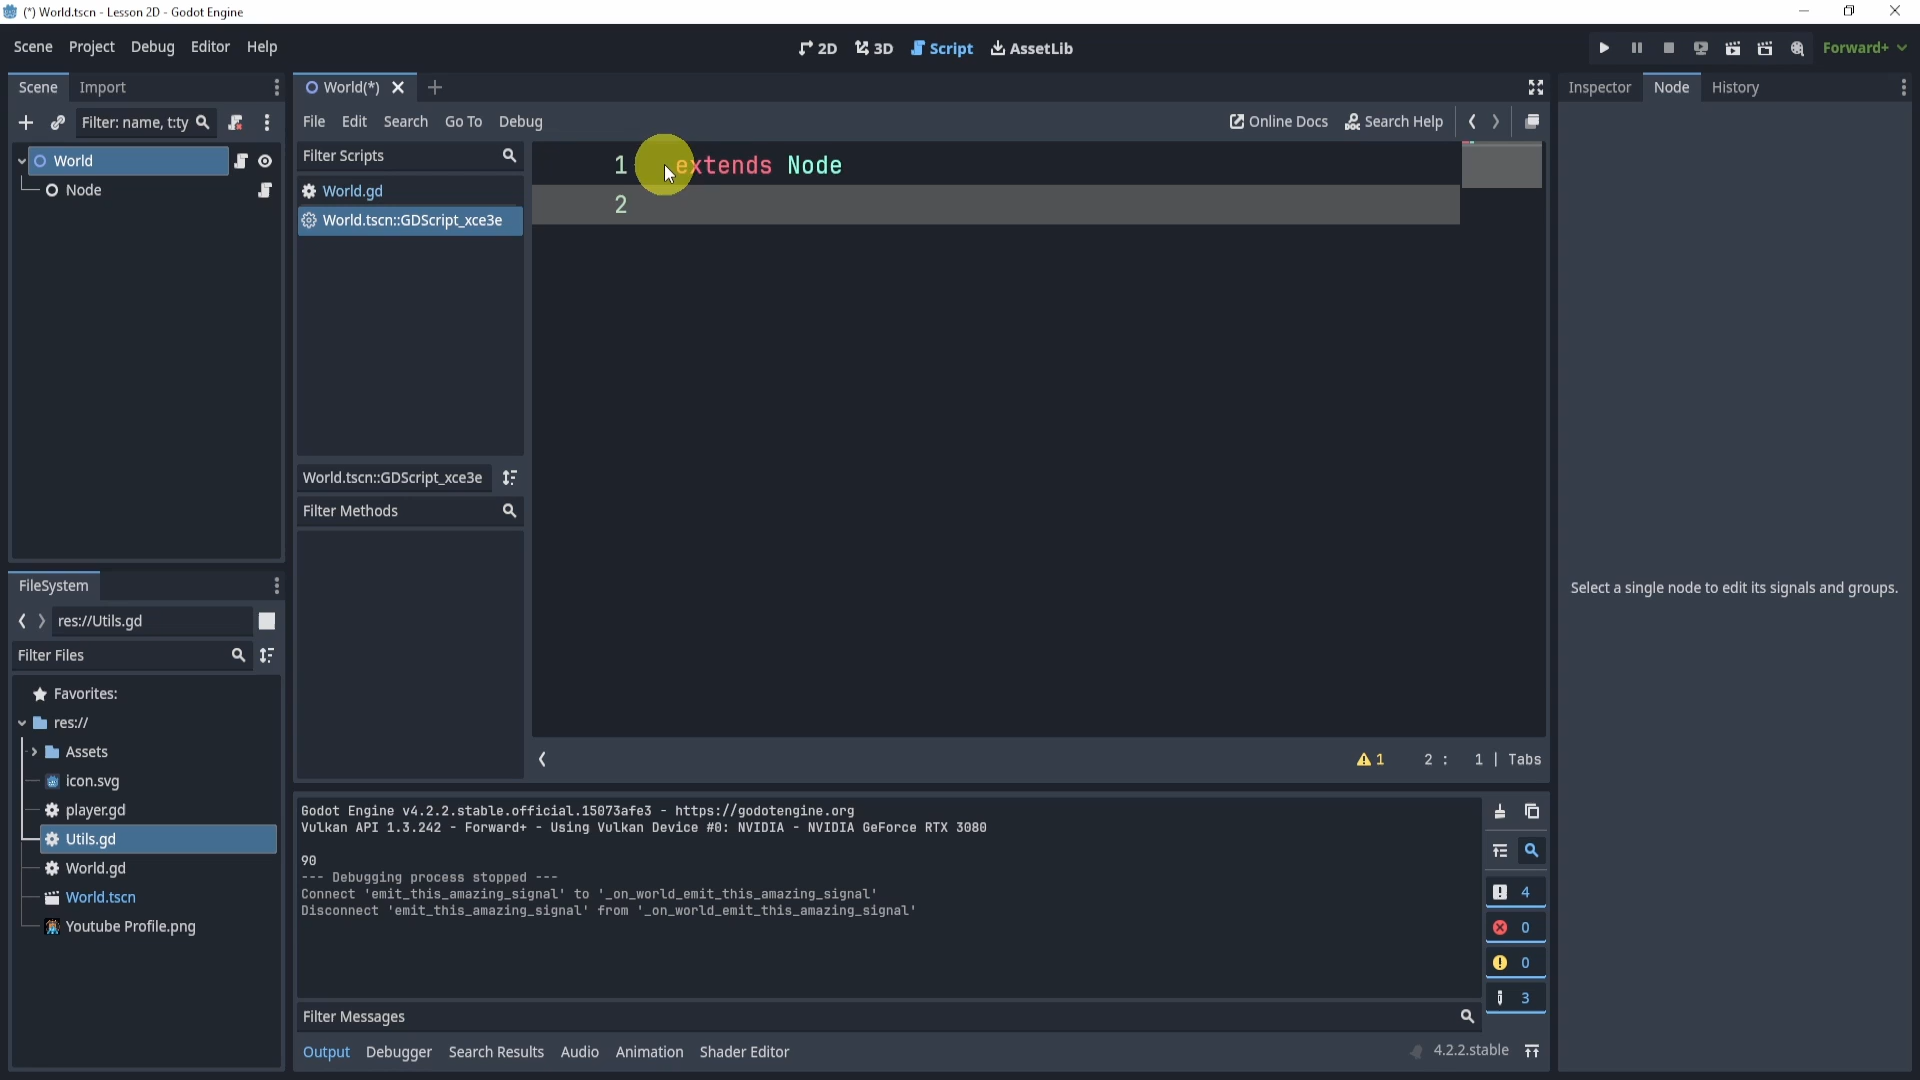 (*) World.tscn - Lesson 2D - Godot Engine
Scene Project Debug Editor Help
2D 3D Script AssetLib
Forward+
Scene Import
World(*)
Inspector Node History
Filter: name, t:ty
File Edit Search Go To Debug
Online Docs Search Help
World
Node
Filter Scripts
World.gd
World.tscn::GDScript_xce3e
1 extends Node
2
World.tscn::GDScript_xce3e
Filter Methods
Select a single node to edit its signals and groups.
FileSystem
res://Utils.gd
Filter Files
Favorites:
res://
Assets
icon.svg
player.gd
Utils.gd
World.gd
World.tscn
Youtube Profile.png
1 2 : 1 | Tabs
Godot Engine v4.2.2.stable.official.15073afe3 - https://godotengine.org
Vulkan API 1.3.242 - Forward+ - Using Vulkan Device #0: NVIDIA - NVIDIA GeForce RTX 3080
90
--- Debugging process stopped ---
Connect 'emit_this_amazing_signal' to '_on_world_emit_this_amazing_signal'
Disconnect 'emit_this_amazing_signal' from '_on_world_emit_this_amazing_signal'
4
0
0
3
Filter Messages
Output Debugger Search Results Audio Animation Shader Editor
4.2.2.stable